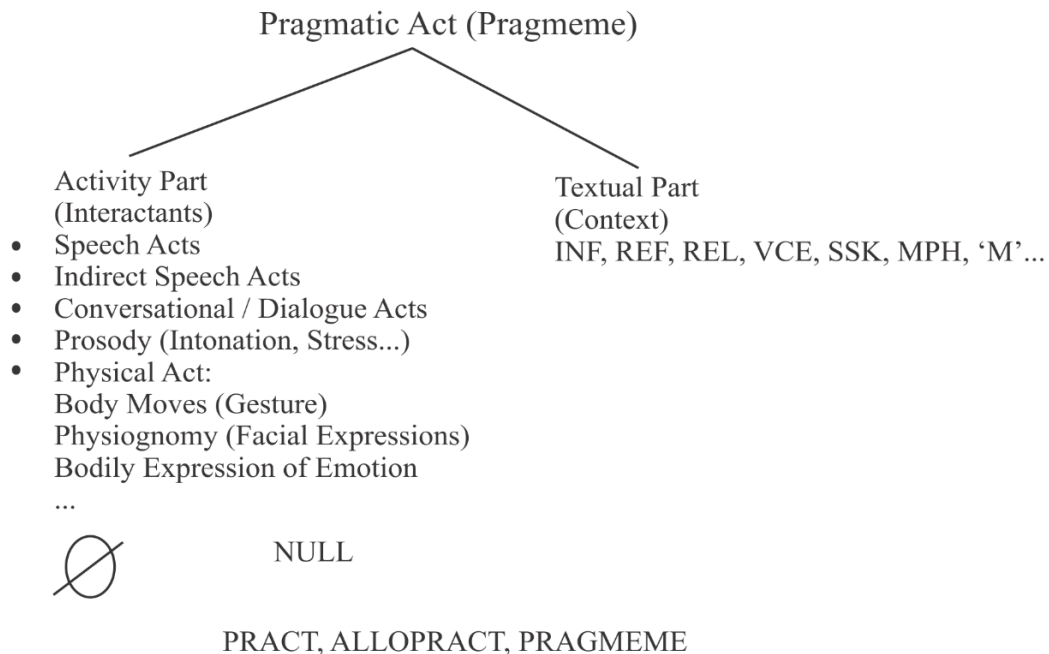 Pragmatic Act (Pragmeme)
Activity Part
(Interactants)
• Speech Acts
• Indirect Speech Acts
• Conversational / Dialogue Acts
• Prosody (Intonation, Stress...)
• Physical Act:
Body Moves (Gesture)
Physiognomy (Facial Expressions)
Bodily Expression of Emotion
...
Textual Part
(Context)
INF, REF, REL, VCE, SSK, MPH, ‘M’...
∅ NULL
PRACT, ALLOPRACT, PRAGMEME